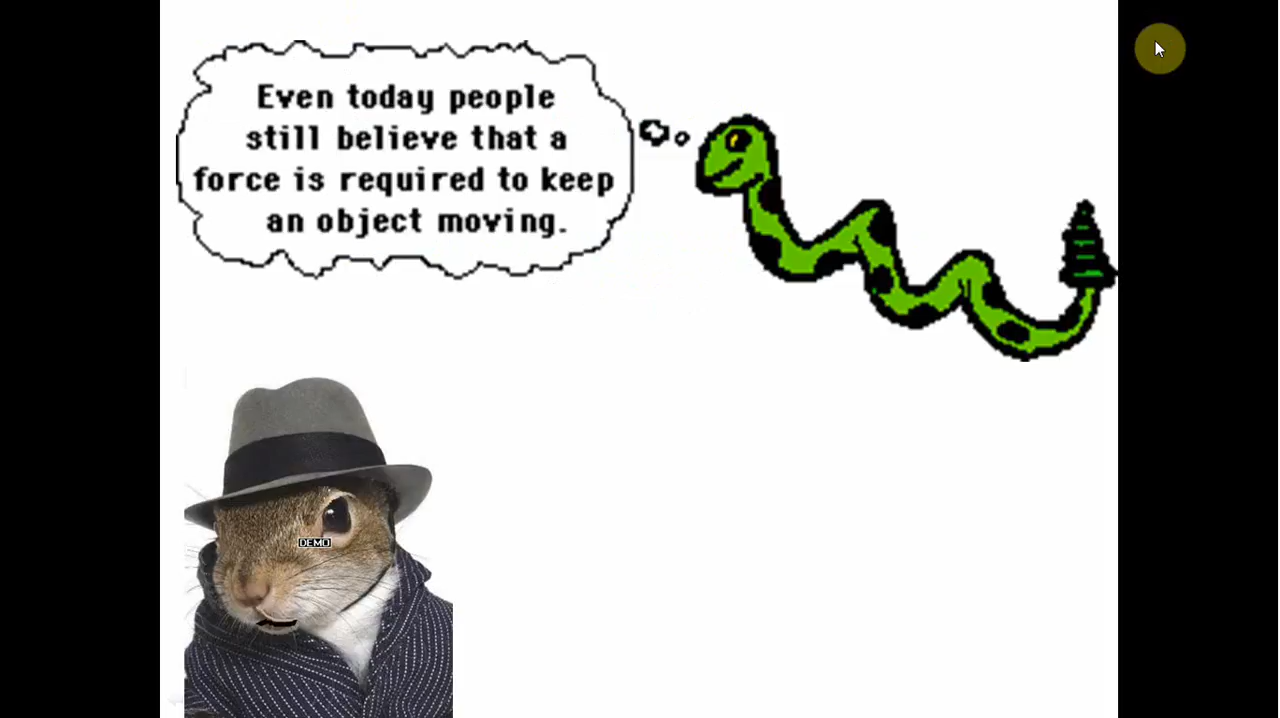 Even today people
still believe that a
force is required to keep
an object moving.
DEMO